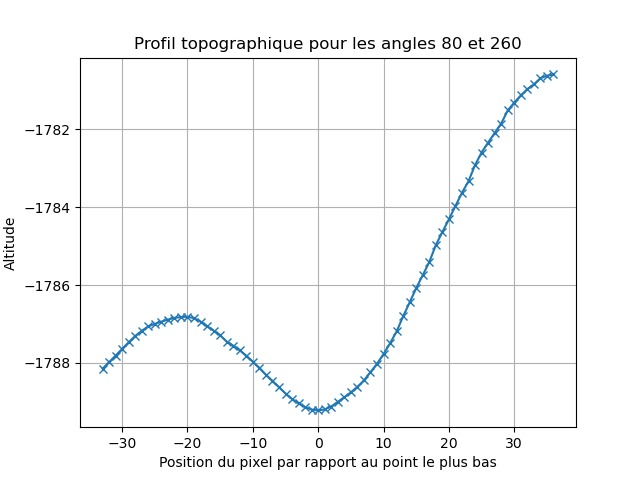 Profil topographique pour les angles 80 et 260
Altitude
−1782
−1784
−1786
−1788
−30 −20 −10 0 10 20 30
Position du pixel par rapport au point le plus bas